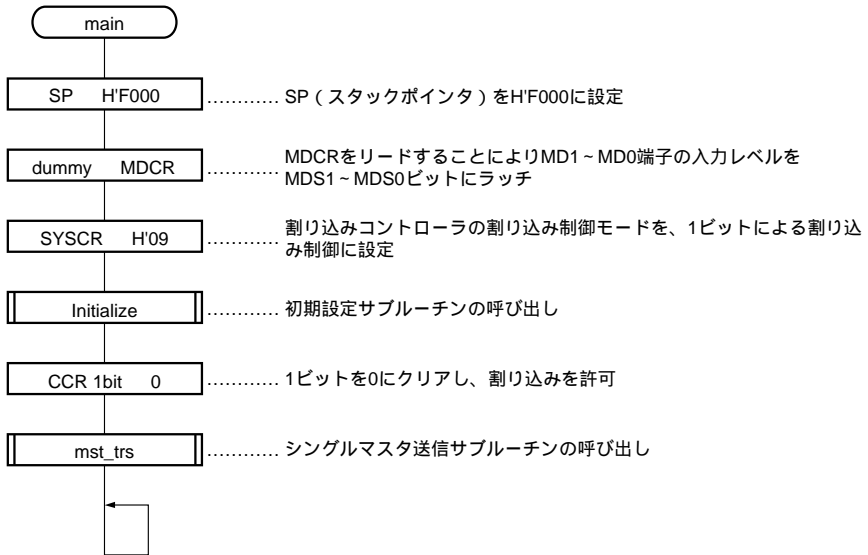 main
SP H'F000 ………… SP(スタックポインタ)をH'F000に設定
dummy MDCR ………… MDCRをリードすることによりMD1~MD0端子の入力レベルを
MDS1~MDS0ビットにラッチ
SYSCR H'09 ………… 割り込みコントローラの割り込み制御モードを、1ビットによる割り込
み制御に設定
Initialize ………… 初期設定サブルーチンの呼び出し
CCR 1bit 0 ………… 1ビットを0にクリアし、割り込みを許可
mst_trs ………… シングルマスタ送信サブルーチンの呼び出し